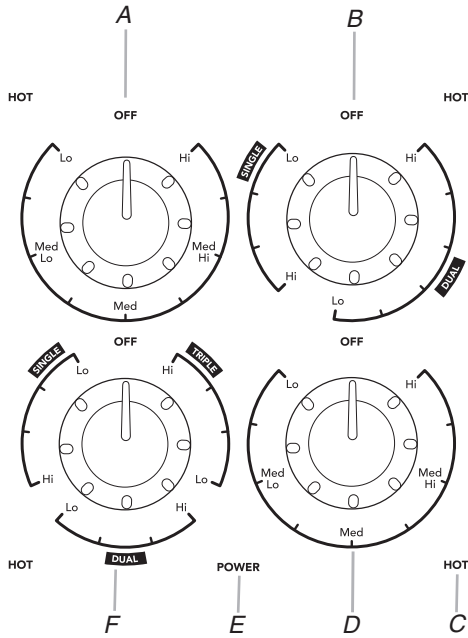 A B
HOT HOT
OFF OFF
Lo Hi SINGLE Lo Hi
Med Lo Med Hi DUAL
Med Hi Lo
OFF OFF
SINGLE Lo Hi TRIPLE Lo Hi
Hi Lo Med Lo Med Hi
Lo Hi Med
DUAL
HOT POWER HOT
F E D C